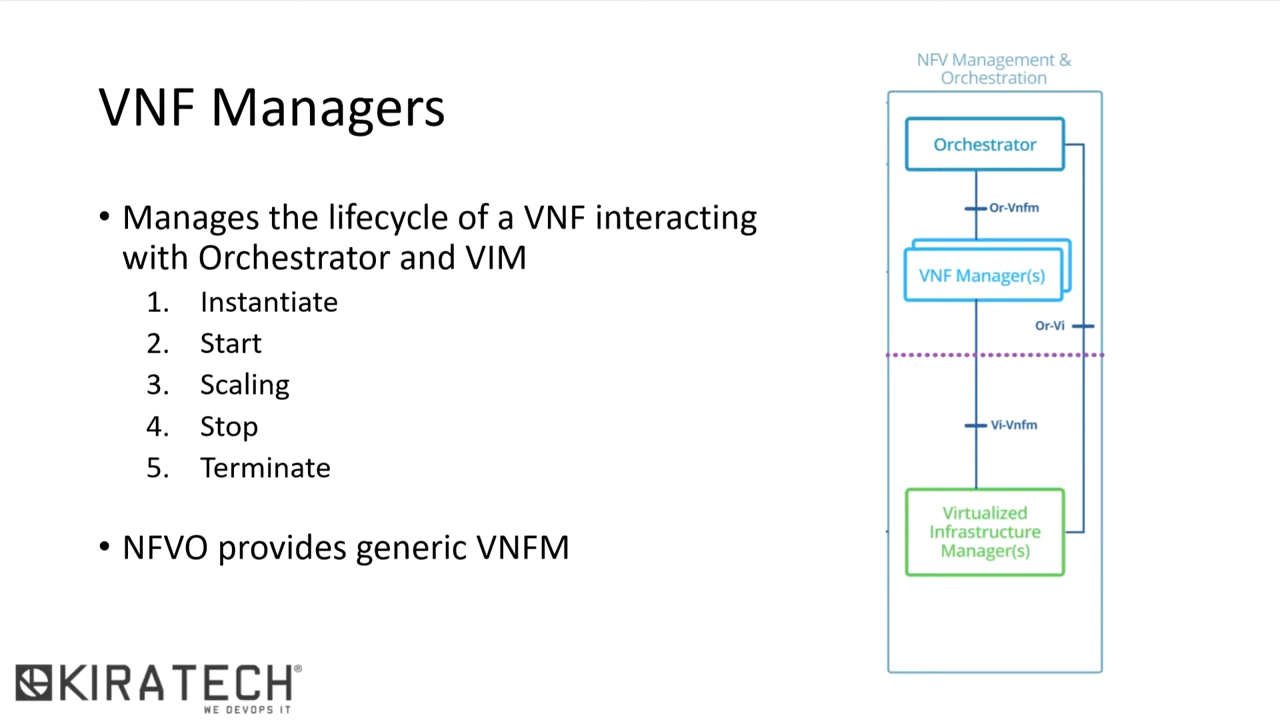 VNF Managers
• Manages the lifecycle of a VNF interacting
with Orchestrator and VIM
1. Instantiate
2. Start
3. Scaling
4. Stop
5. Terminate
• NFVO provides generic VNFM
NFV Management &
Orchestration
Orchestrator
Or-Vnfm
VNF Manager(s)
Or-Vi
Vi-Vnfm
Virtualized
Infrastructure
Manager(s)
KIRATECH®
WE DEVOPS IT